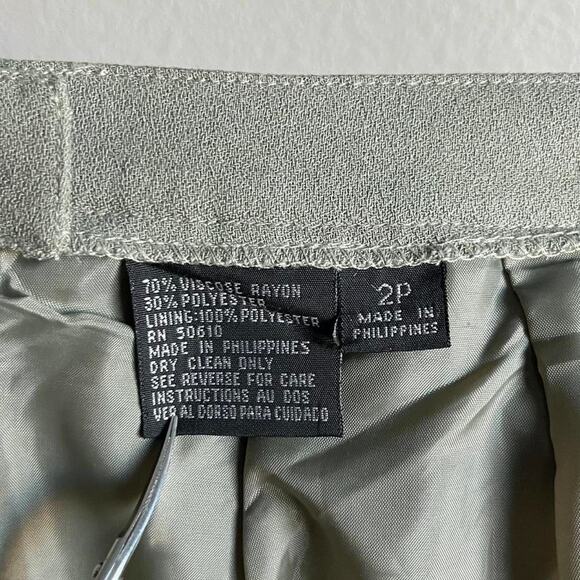 70% VISCOSE RAYON
30% POLYESTER
LINING:100% POLYESTER
RN 50610
MADE IN PHILIPPINES
DRY CLEAN ONLY
SEE REVERSE FOR CARE
INSTRUCTIONS AU DOS
VER AL DORSO PARA CUIDADO
2P
MADE IN
PHILIPPINES